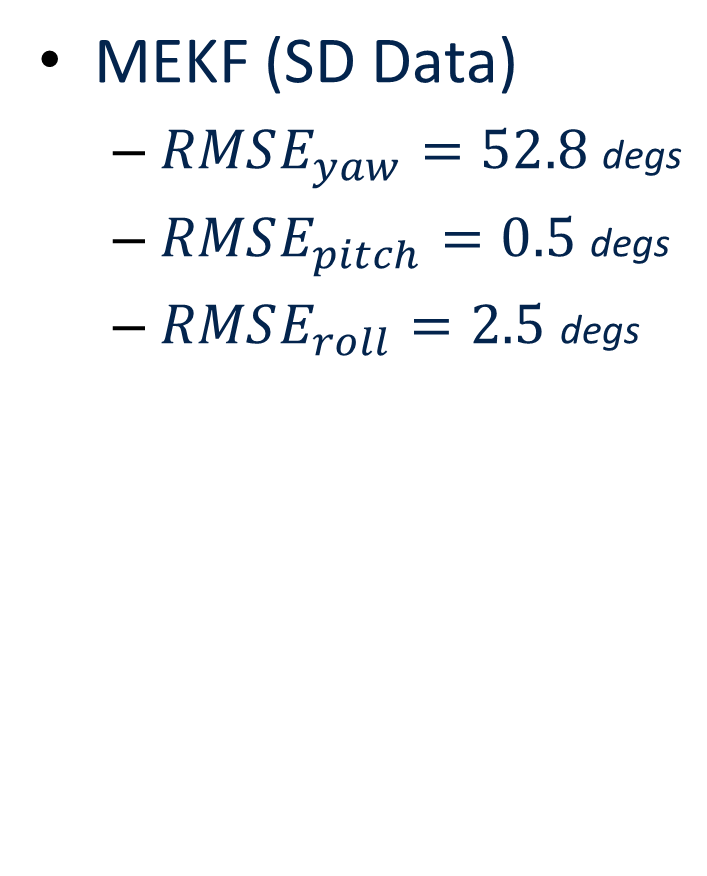 • MEKF (SD Data)
– RMSE_yaw = 52.8 degs
– RMSE_pitch = 0.5 degs
– RMSE_roll = 2.5 degs